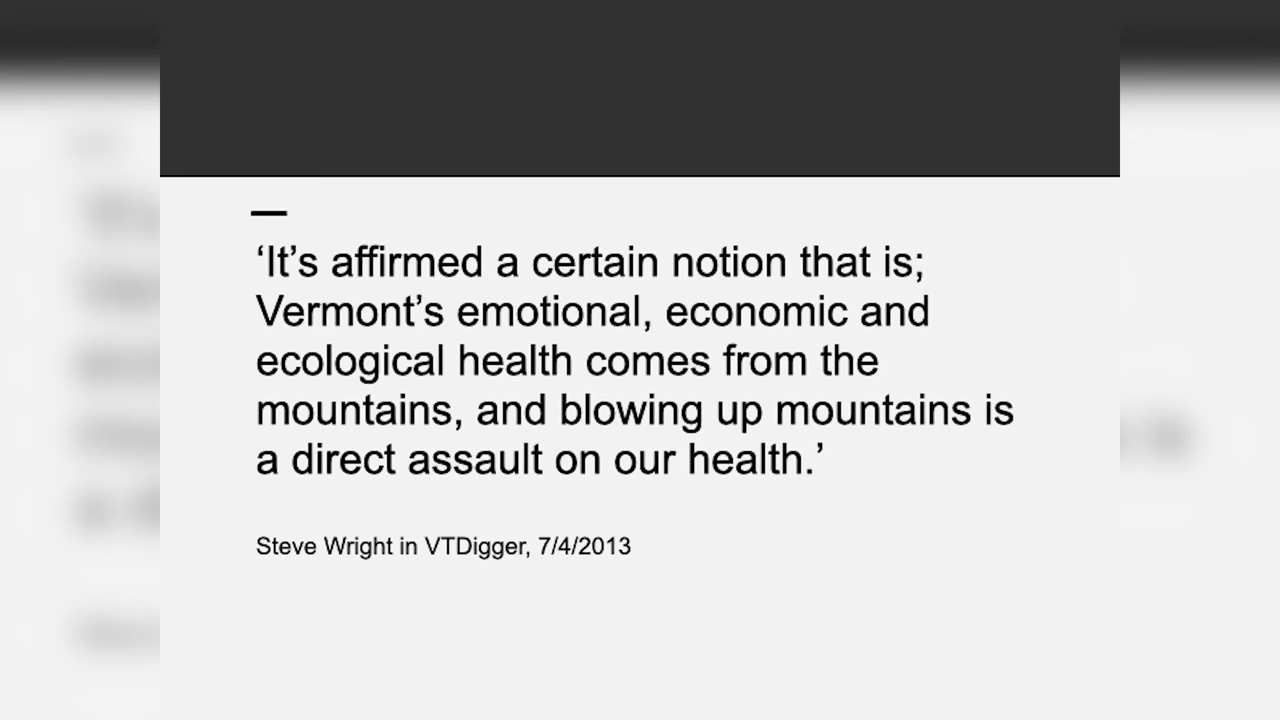 ‘It’s affirmed a certain notion that is;
Vermont’s emotional, economic and
ecological health comes from the
mountains, and blowing up mountains is
a direct assault on our health.’
Steve Wright in VTDigger, 7/4/2013